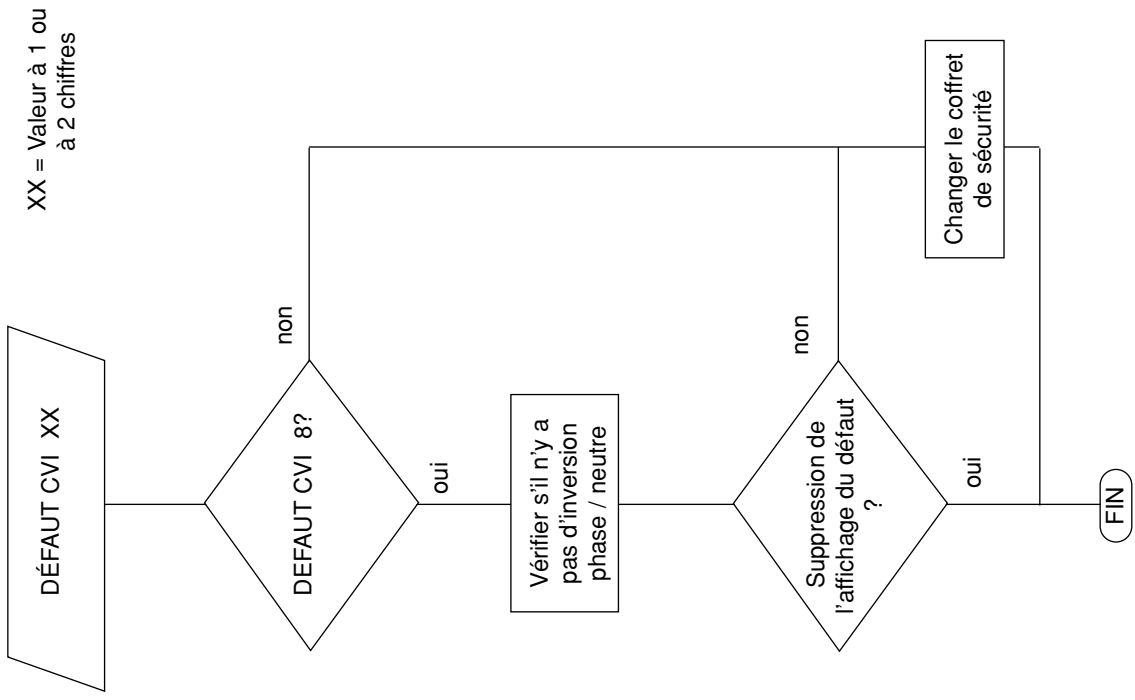 XX = Valeur à 1 ou
à 2 chiffres
DÉFAUT CVI XX
DEFAUT CVI 8?
non
oui
Vérifier s'il n'y a
pas d'inversion
phase / neutre
Suppression de
l'affichage du défaut
?
non
oui
Changer le coffret
de sécurité
FIN